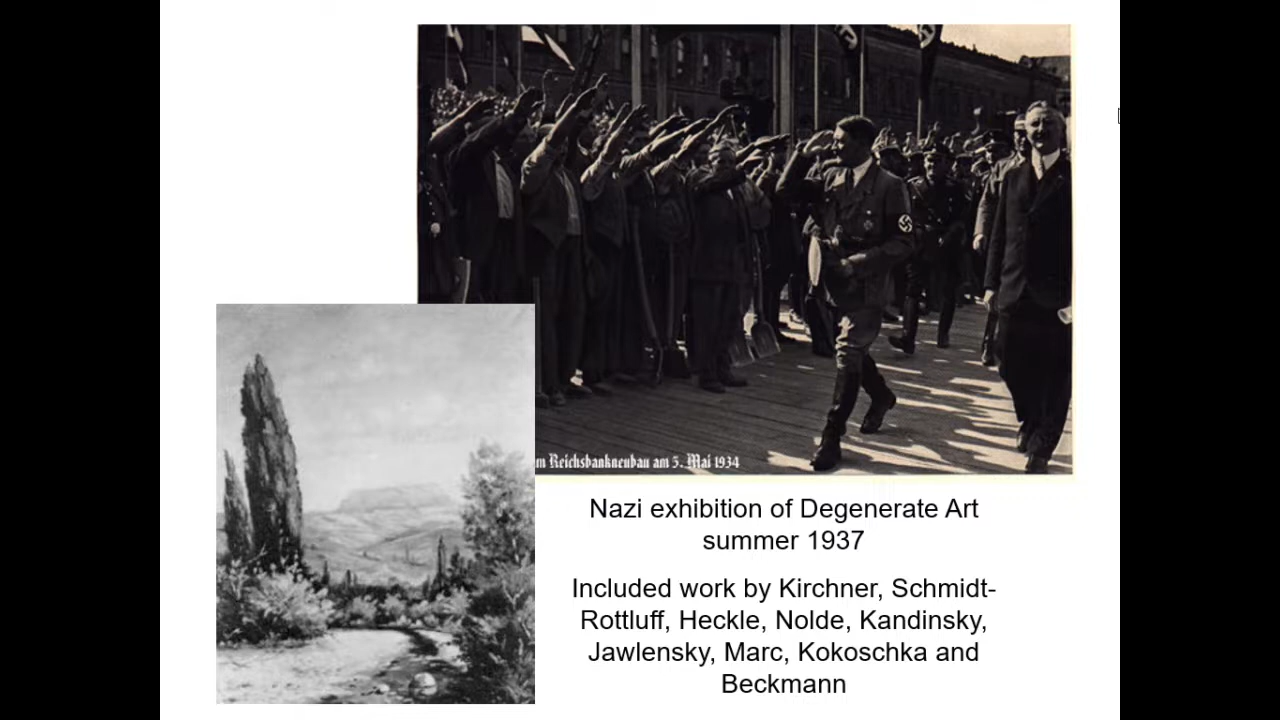 m Reichsbankneubau am 5. Mai 1934
Nazi exhibition of Degenerate Art
summer 1937
Included work by Kirchner, Schmidt-
Rottluff, Heckle, Nolde, Kandinsky,
Jawlensky, Marc, Kokoschka and
Beckmann